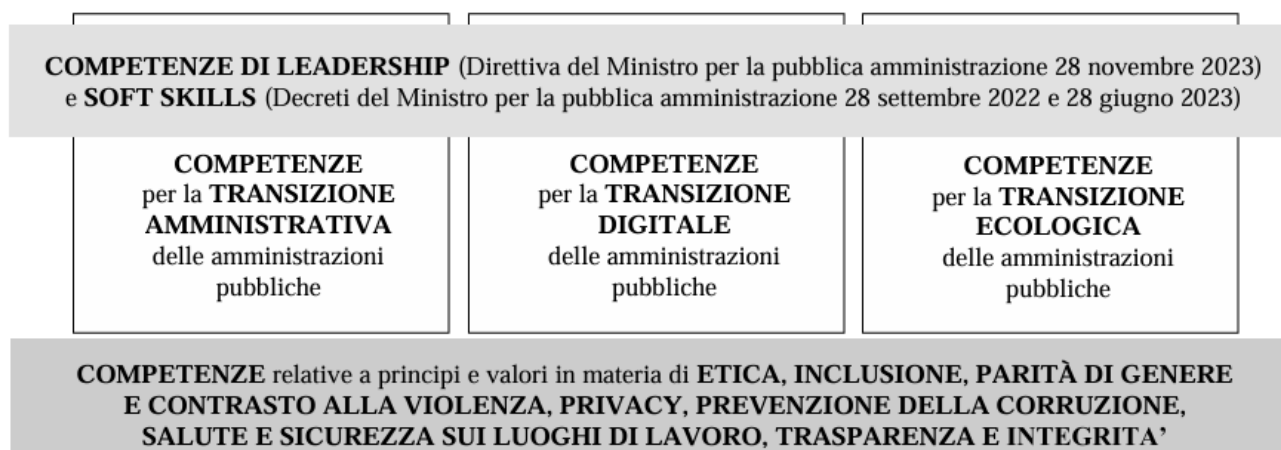 COMPETENZE DI LEADERSHIP (Direttiva del Ministro per la pubblica amministrazione 28 novembre 2023)
e SOFT SKILLS (Decreti del Ministro per la pubblica amministrazione 28 settembre 2022 e 28 giugno 2023)
COMPETENZE
per la TRANSIZIONE
AMMINISTRATIVA
delle amministrazioni
pubbliche
COMPETENZE
per la TRANSIZIONE
DIGITALE
delle amministrazioni
pubbliche
COMPETENZE
per la TRANSIZIONE
ECOLOGICA
delle amministrazioni
pubbliche
COMPETENZE relative a principi e valori in materia di ETICA, INCLUSIONE, PARITÀ DI GENERE
E CONTRASTO ALLA VIOLENZA, PRIVACY, PREVENZIONE DELLA CORRUZIONE,
SALUTE E SICUREZZA SUI LUOGHI DI LAVORO, TRASPARENZA E INTEGRITA’